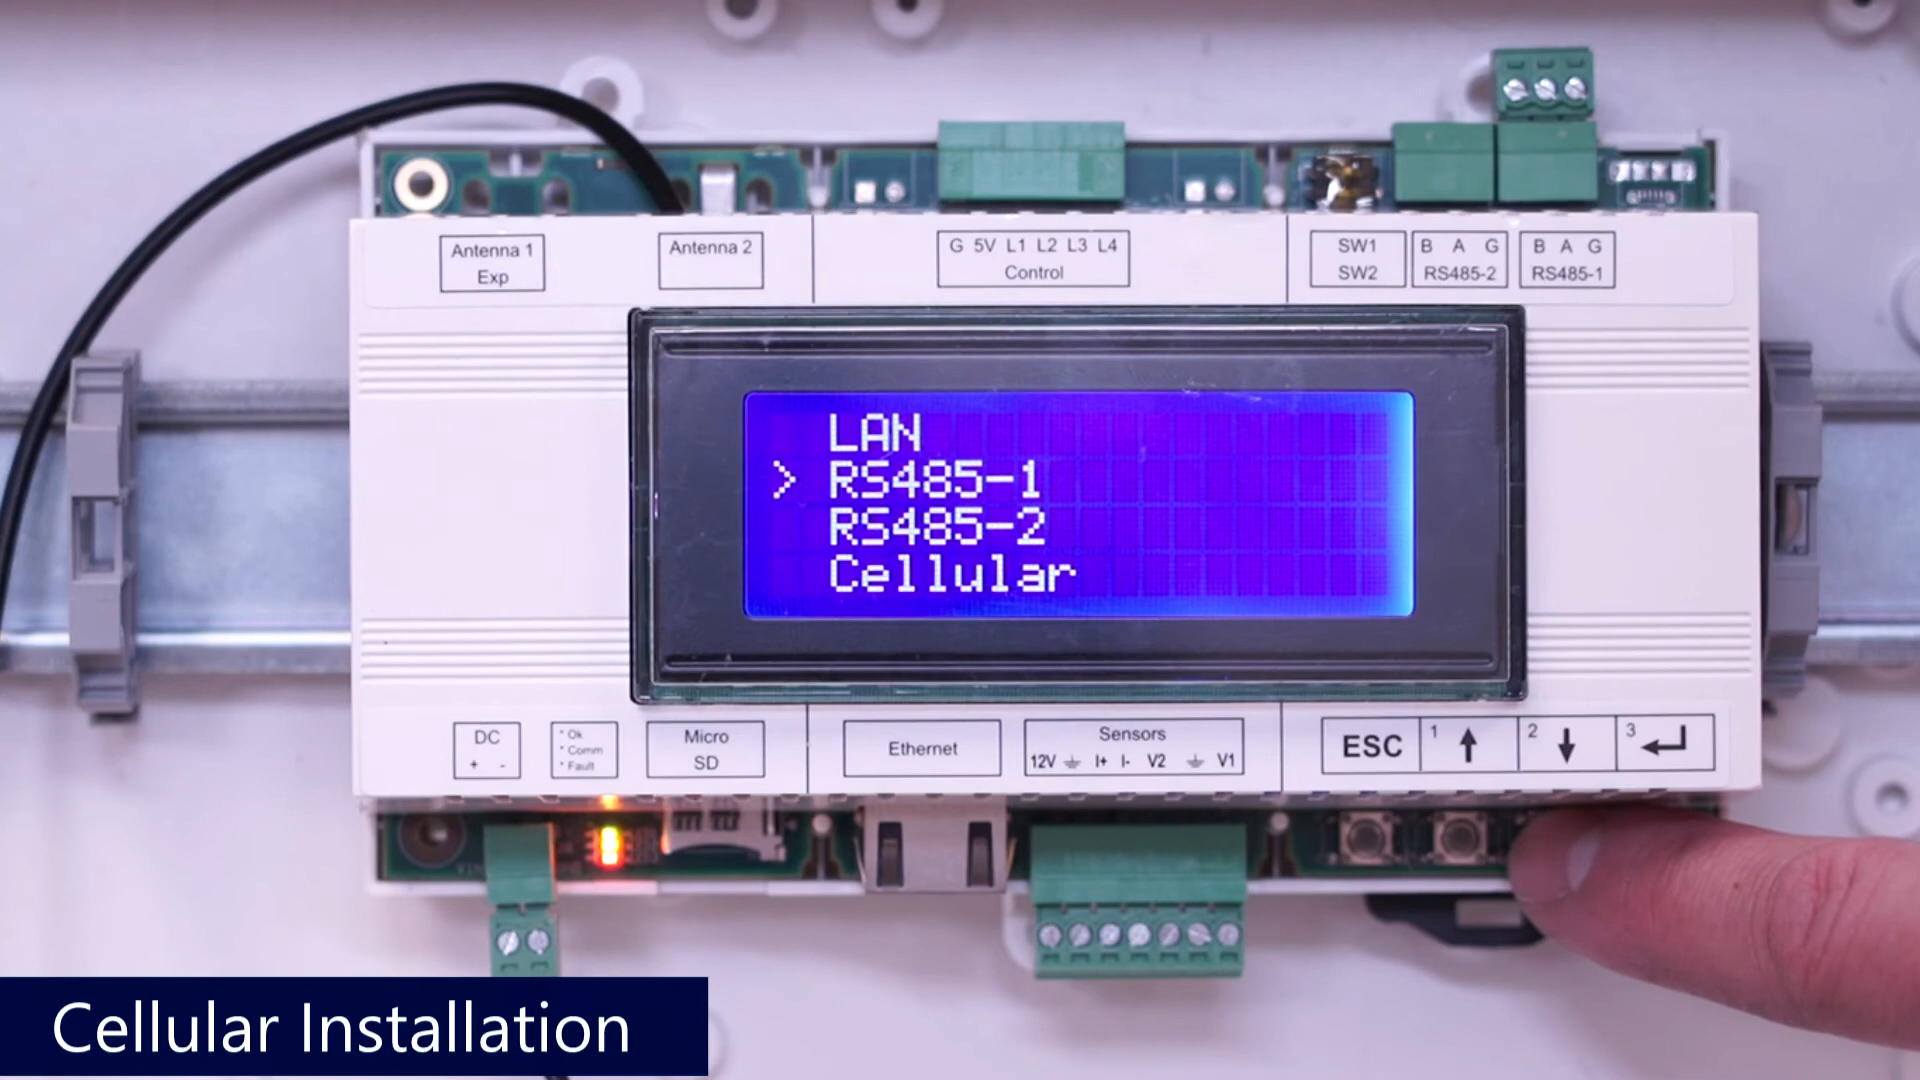 Antenna 1
Exp
Antenna 2
G 5V L1 L2 L3 L4
Control
SW1
SW2
B A G
RS485-2
B A G
RS485-1
LAN
> RS485-1
RS485-2
Cellular
DC
+ -
* Ok
* Comm
* Fault
Micro
SD
Ethernet
Sensors
12V ⏚ I+ I- V2 ⏚ V1
ESC
1 ↑
2 ↓
3 ↵
Cellular Installation